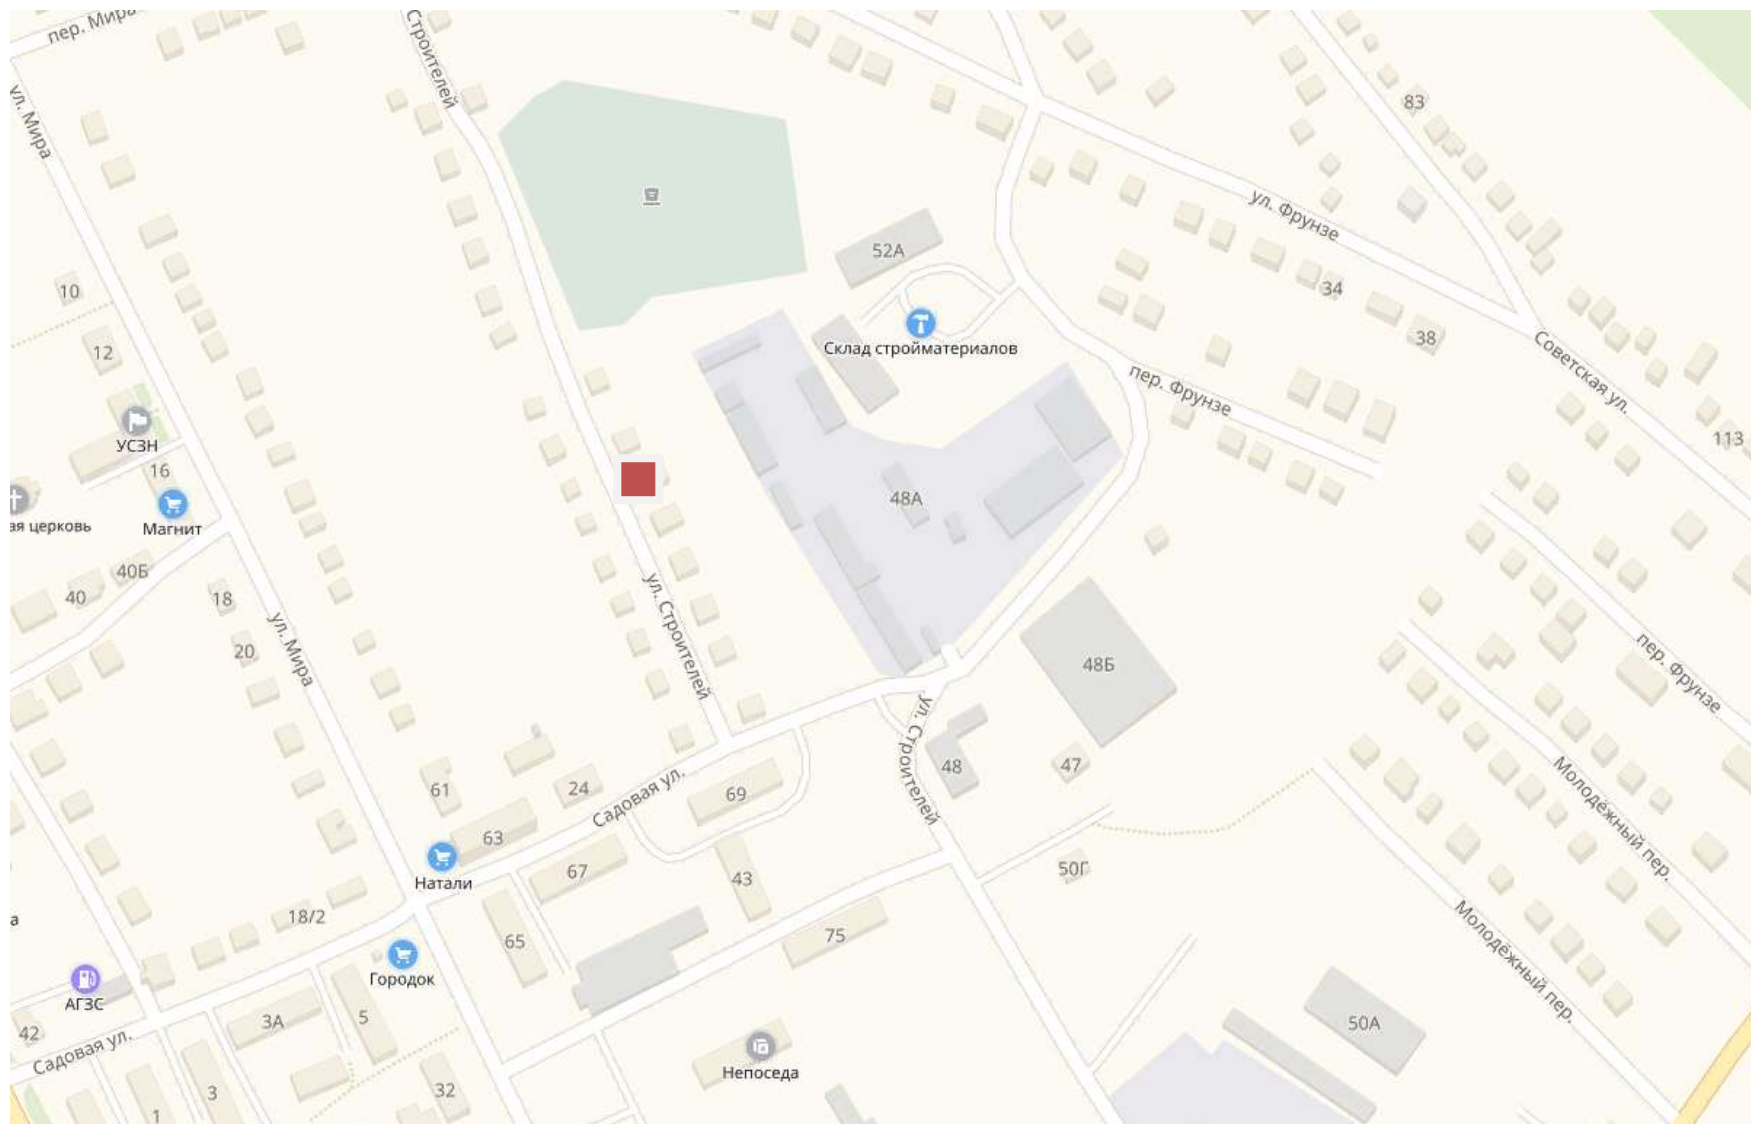 пер. Мира
Строителей
ул. Мира
83
ул. Фрунзе
52А
10
34
Склад стройматериалов
38
12
Советская ул.
пер. Фрунзе
УСЗН
113
16
48А
ая церковь
Магнит
40Б
40
18
ул. Строителей
ул. Мира
20
48Б
пер. Фрунзе
ул. Строителей
48
47
61
24
69
Садовая ул.
Молодёжный пер.
63
67
43
50Г
Натали
а
18/2
65
75
Молодёжный пер.
Городок
АГЗС
5
3А
50А
42
Садовая ул.
Непоседа
32
3
1